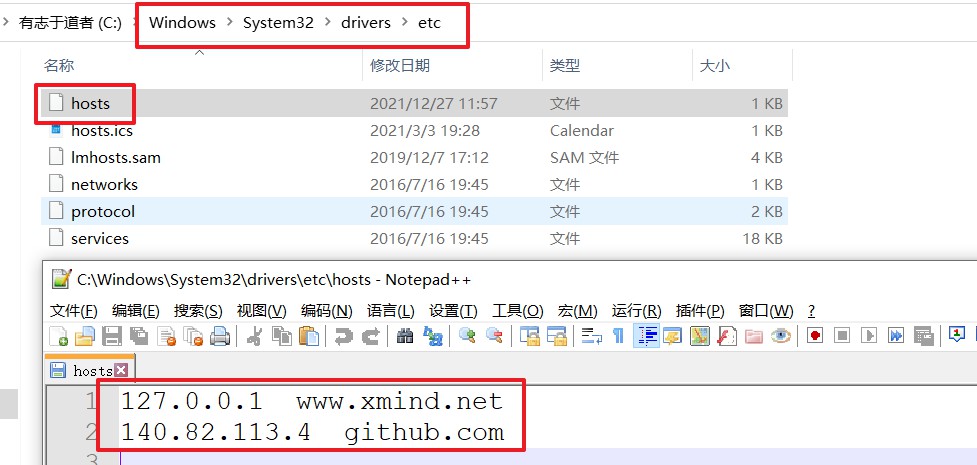 有志于道者 (C:) Windows System32 drivers etc
名称 修改日期 类型 大小
hosts 2021/12/27 11:57 文件 1 KB
hosts.ics 2021/3/3 19:28 Calendar 1 KB
lmhosts.sam 2019/12/7 17:12 SAM 文件 4 KB
networks 2016/7/16 19:45 文件 1 KB
protocol 2016/7/16 19:45 文件 2 KB
services 2016/7/16 19:45 文件 18 KB
C:\Windows\System32\drivers\etc\hosts - Notepad++
文件(F) 编辑(E) 搜索(S) 视图(V) 编码(N) 语言(L) 设置(T) 工具(O) 宏(M) 运行(R) 插件(P) 窗口(W) ?
hosts
1 127.0.0.1 www.xmind.net
2 140.82.113.4 github.com
3